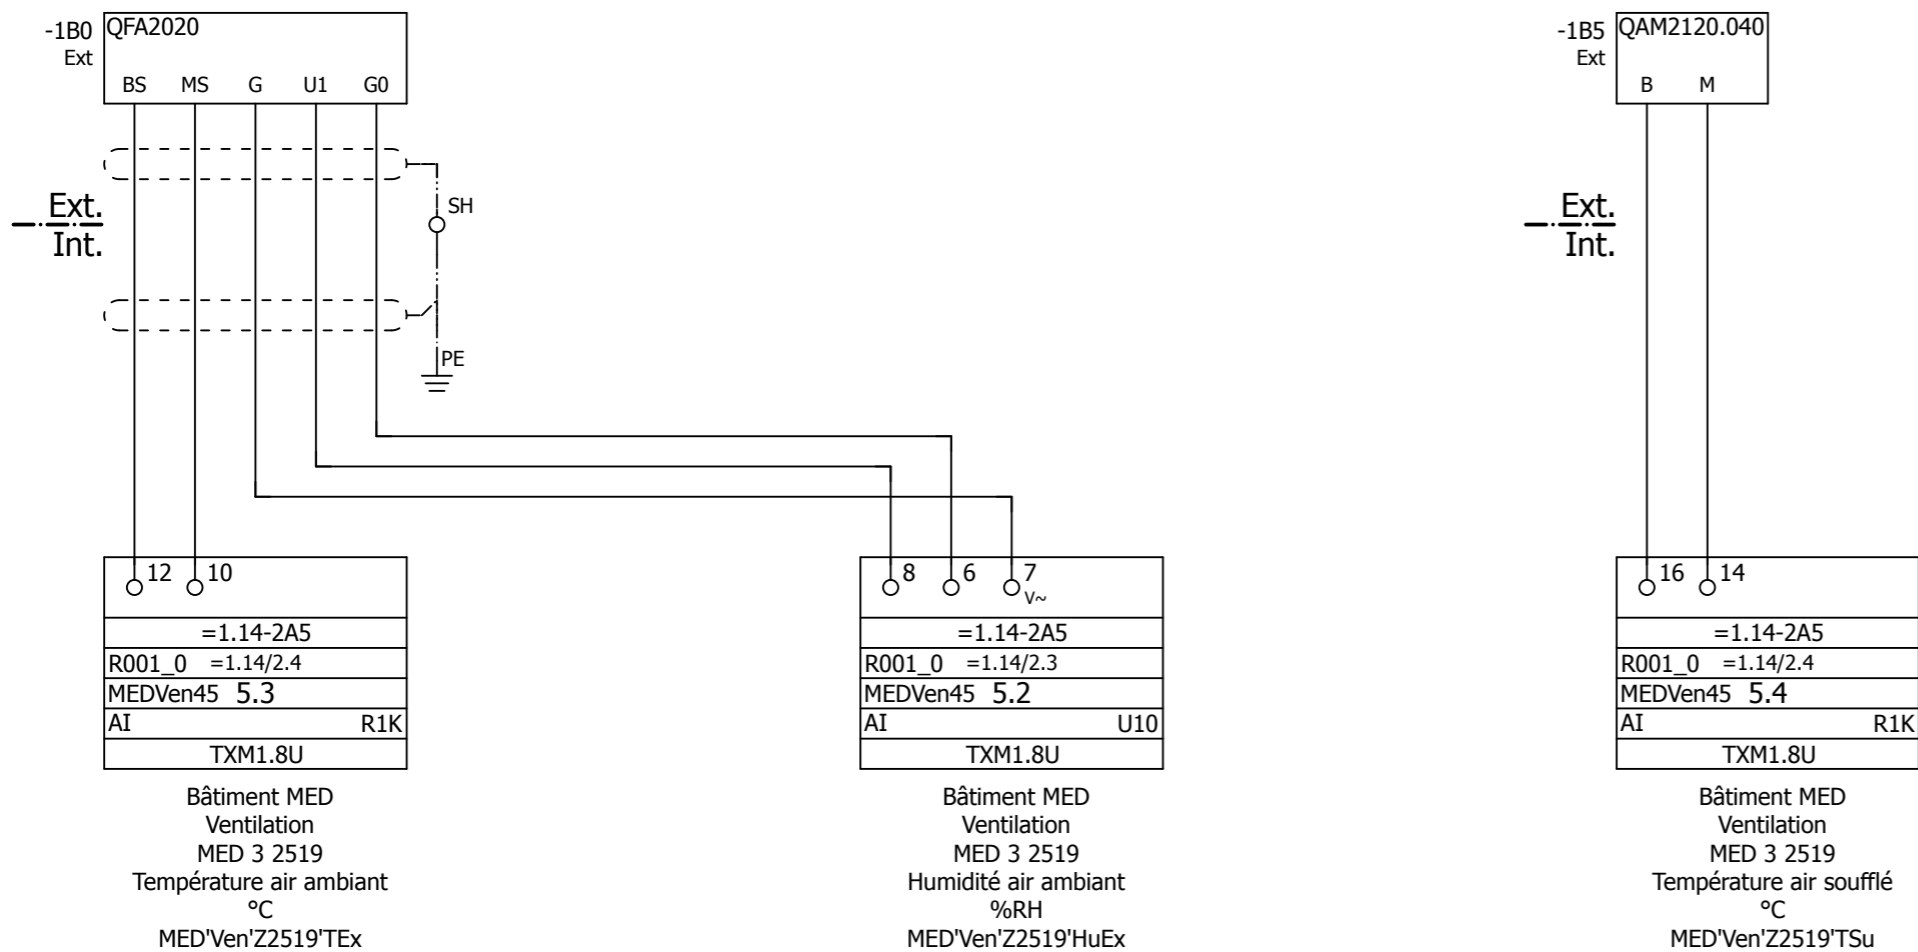 -1B0 QFA2020
Ext
BS MS G U1 G0
-1B5 QAM2120.040
Ext
B M
Ext.
Int.
SH
PE
Ext.
Int.
12 10
=1.14-2A5
R001_0 =1.14/2.4
MEDVen45 5.3
AI R1K
TXM1.8U
Bâtiment MED
Ventilation
MED 3 2519
Température air ambiant
°C
MED'Ven'Z2519'TEx
8 6 7
V~
=1.14-2A5
R001_0 =1.14/2.3
MEDVen45 5.2
AI U10
TXM1.8U
Bâtiment MED
Ventilation
MED 3 2519
Humidité air ambiant
%RH
MED'Ven'Z2519'HuEx
16 14
=1.14-2A5
R001_0 =1.14/2.4
MEDVen45 5.4
AI R1K
TXM1.8U
Bâtiment MED
Ventilation
MED 3 2519
Température air soufflé
°C
MED'Ven'Z2519'TSu